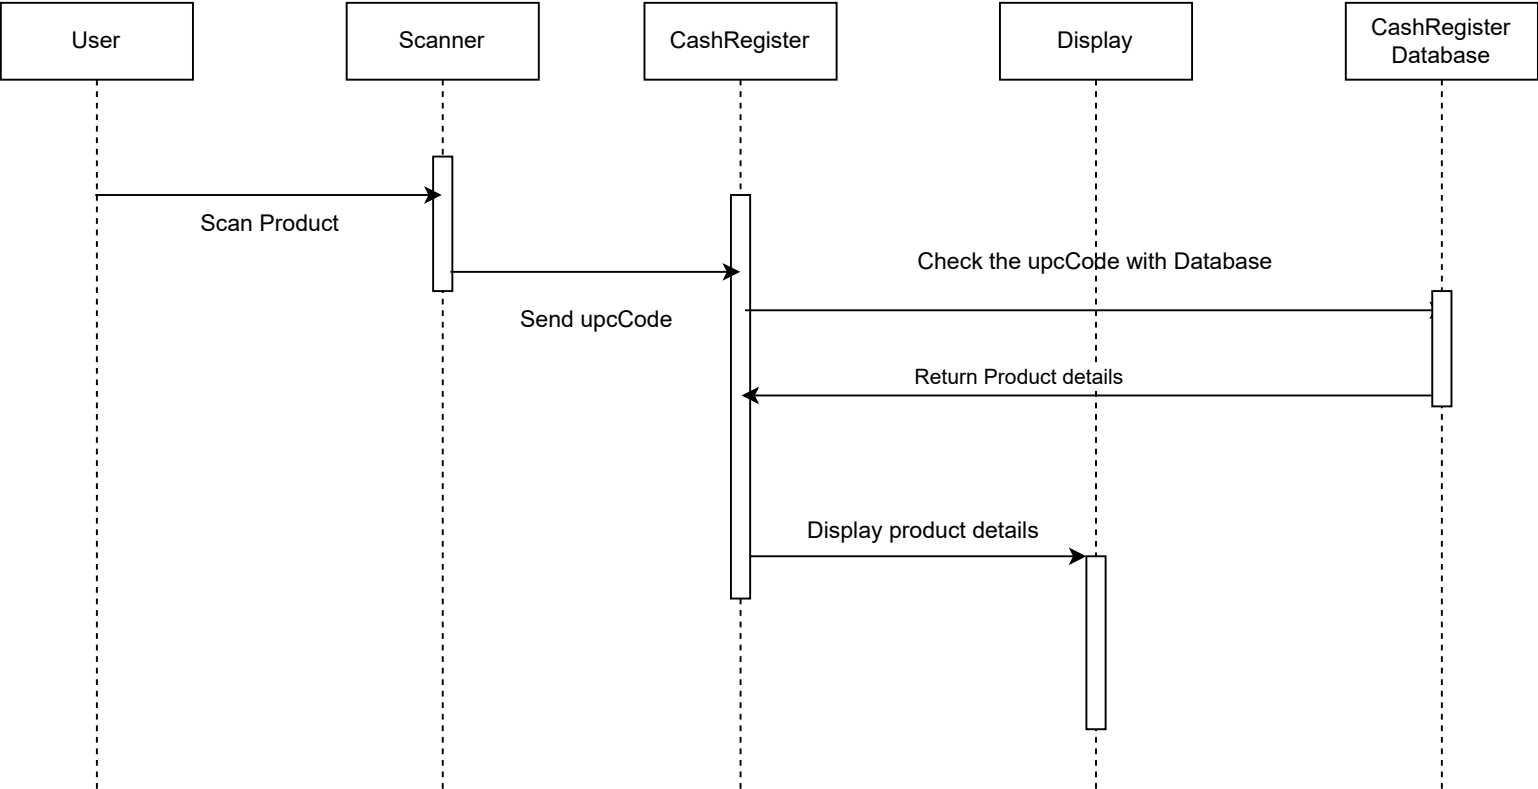 User
Scanner
CashRegister
Display
CashRegister
Database
Scan Product
Check the upcCode with Database
Send upcCode
Return Product details
Display product details